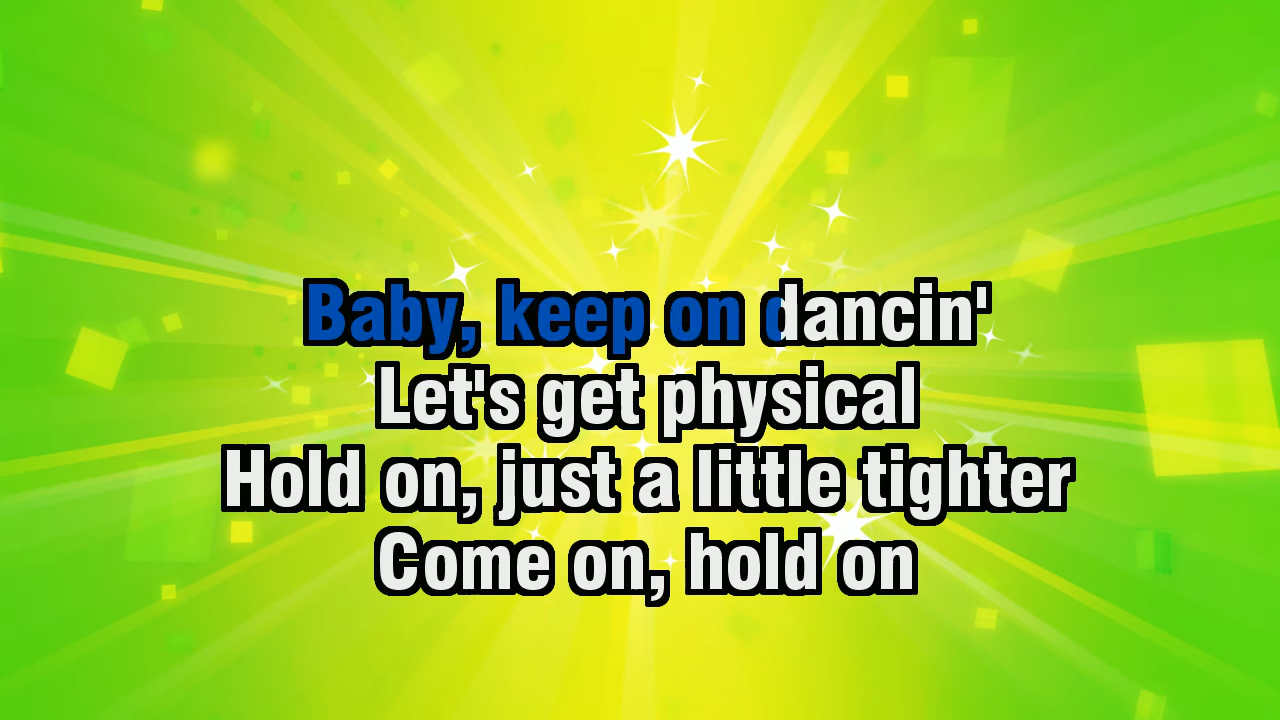 Baby, keep on dancin'
Let's get physical
Hold on, just a little tighter
Come on, hold on